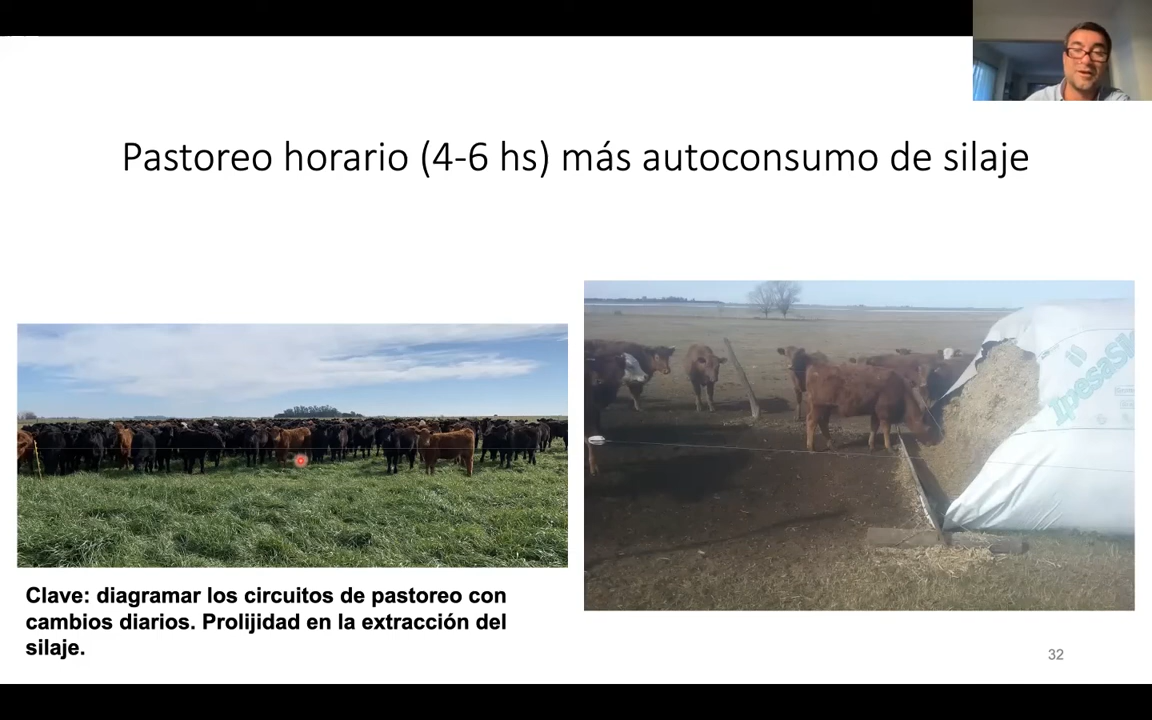 Pastoreo horario (4-6 hs) más autoconsumo de silaje
IpesaSilo
Clave: diagramar los circuitos de pastoreo con
cambios diarios. Prolijidad en la extracción del
silaje.
32